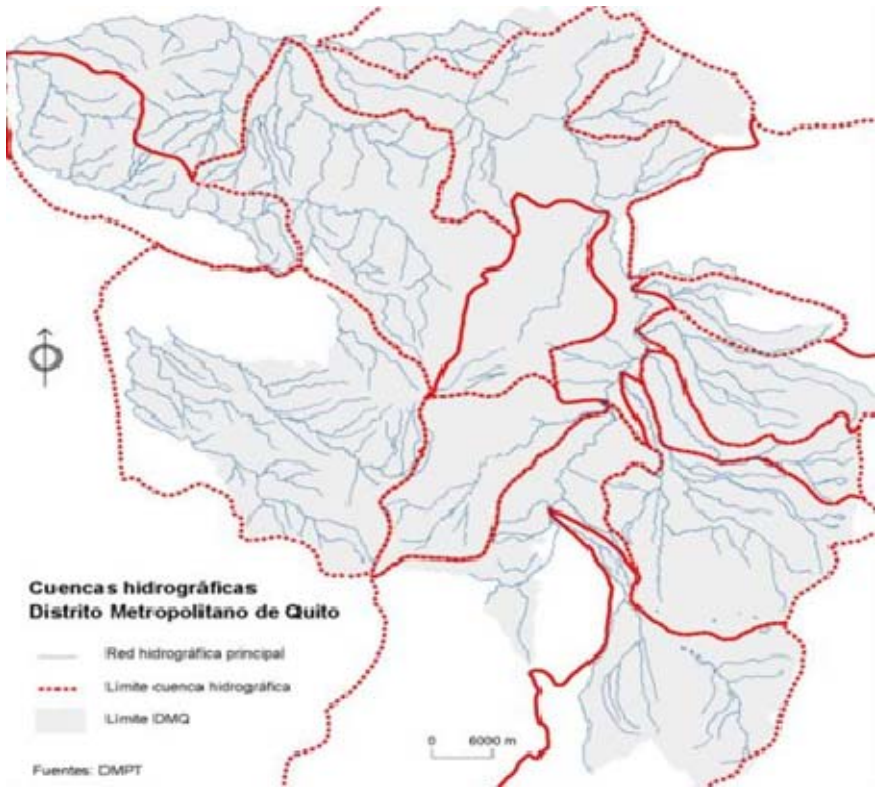 Cuencas hidrográficas
Distrito Metropolitano de Quito
Red hidrográfica principal
Límite cuenca hidrográfica
Límite DMQ
0 6000 m
Fuentes: DMPT